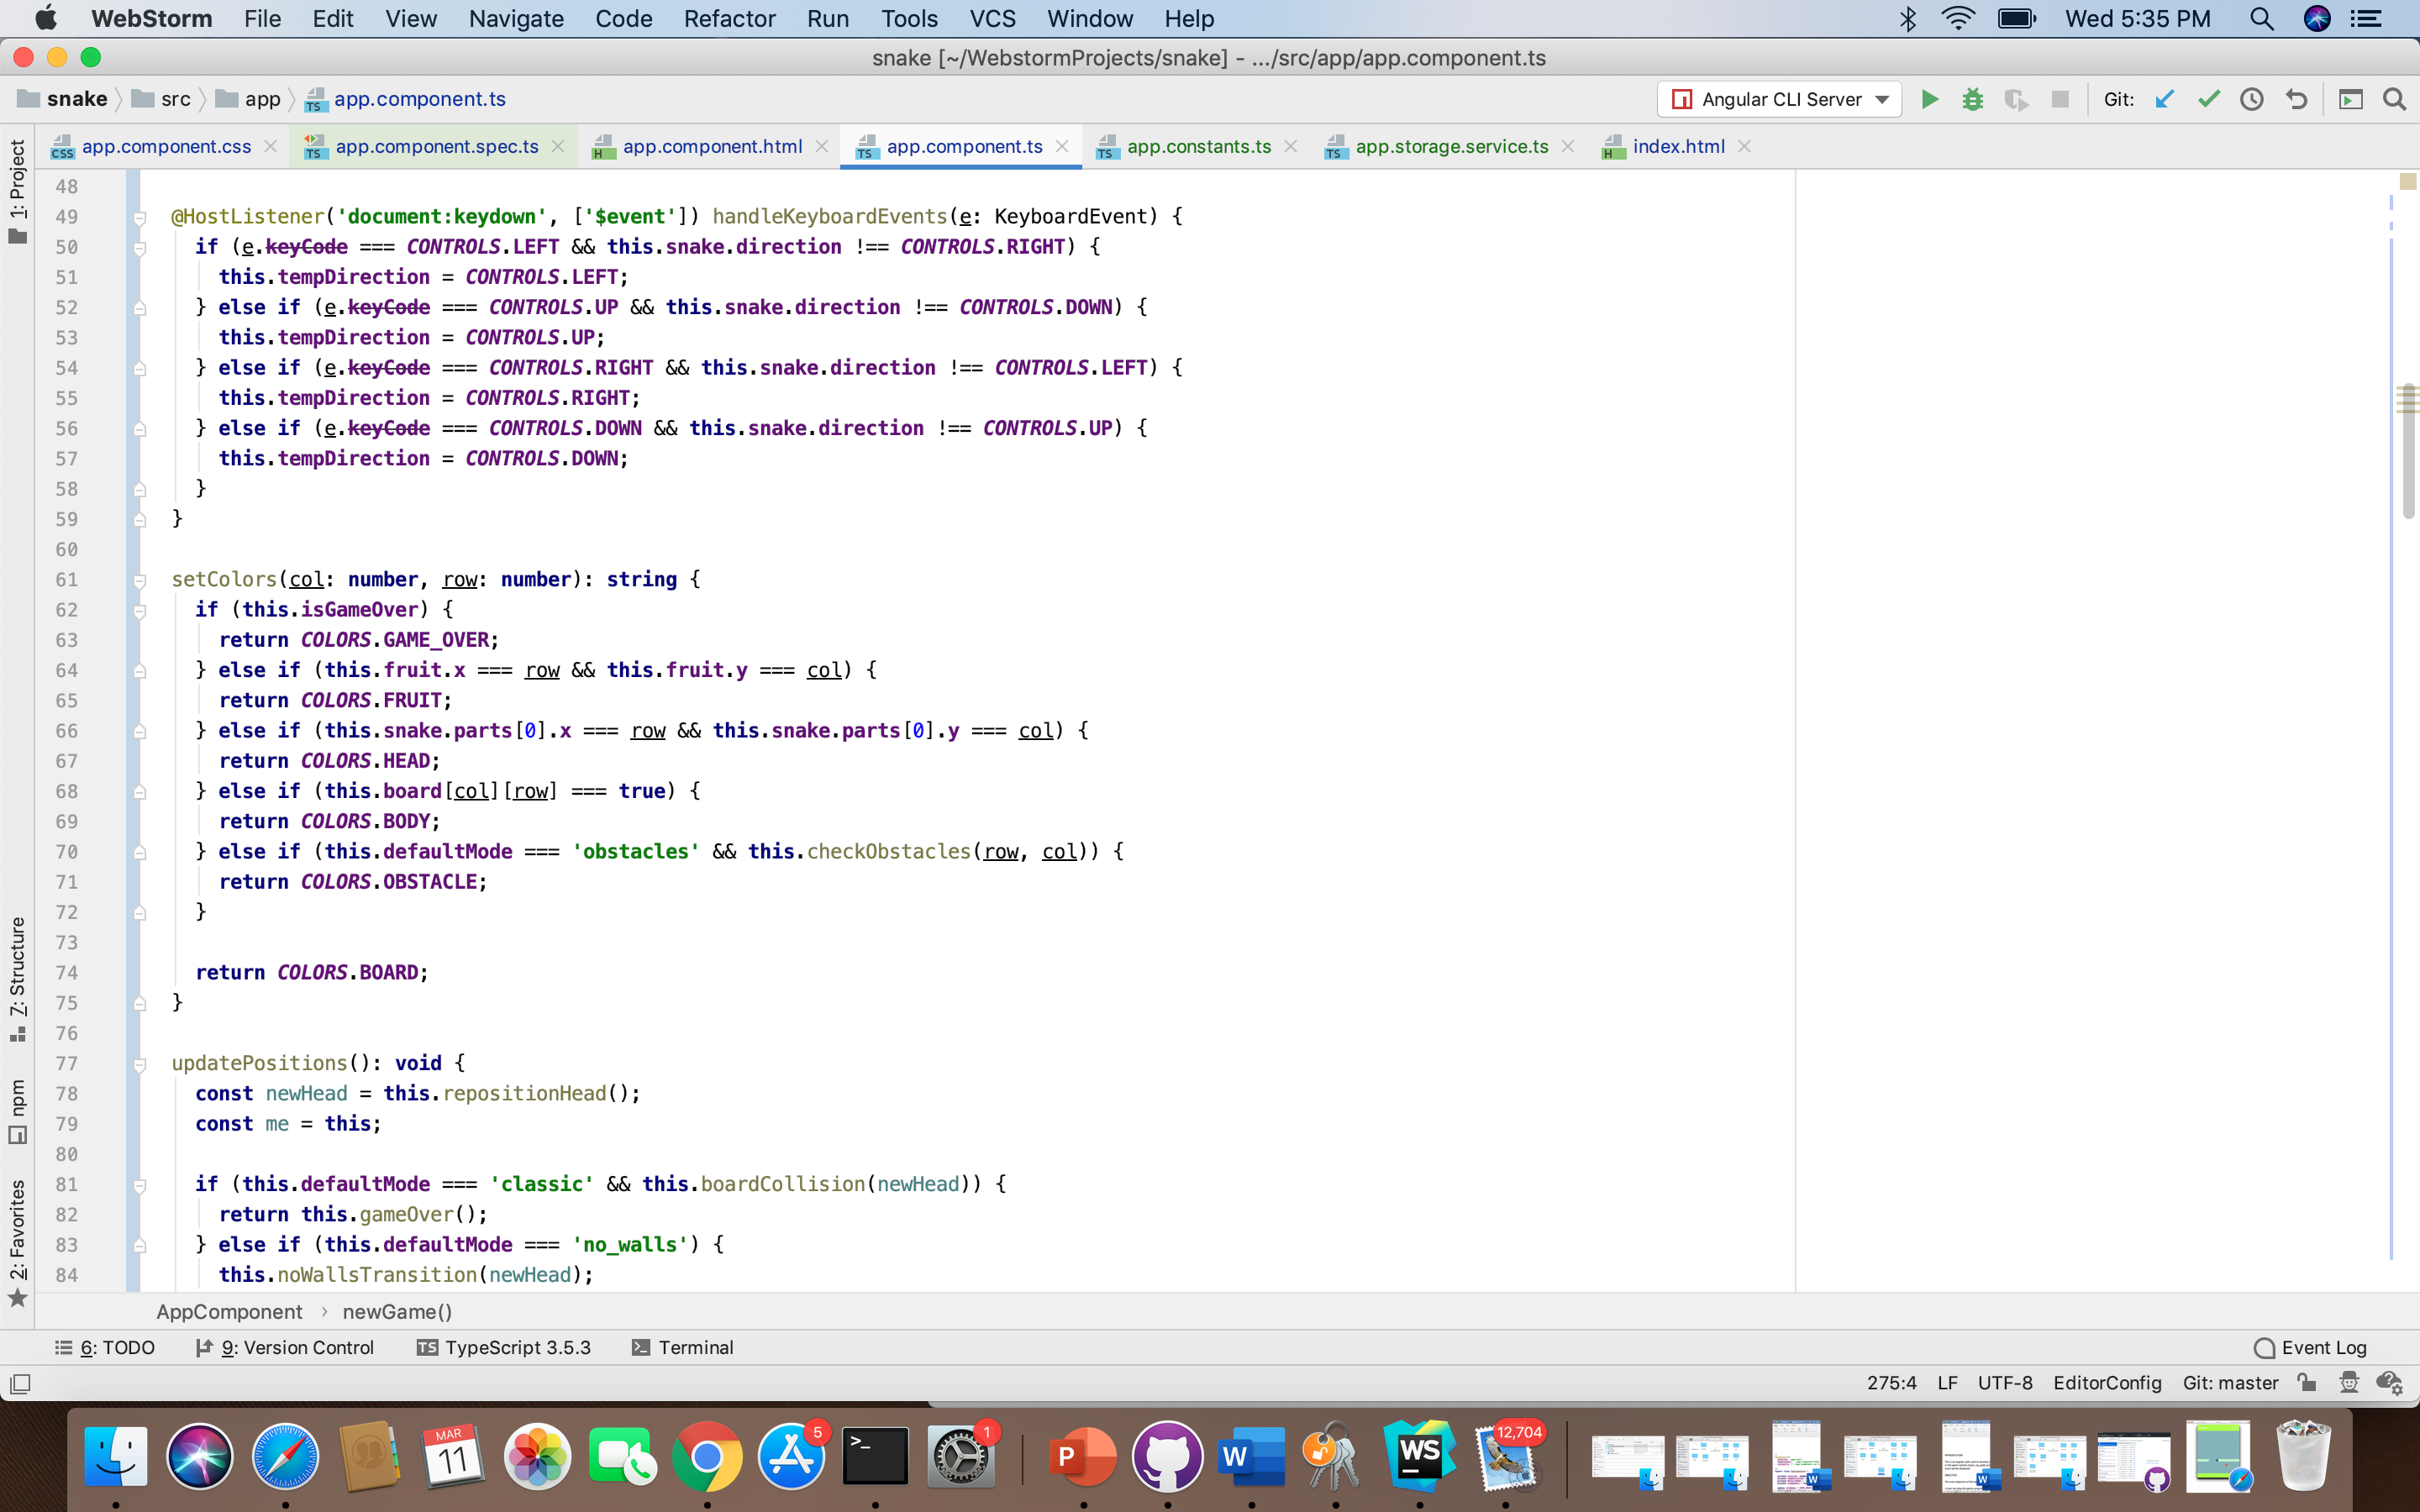 WebStorm File Edit View Navigate Code Refactor Run Tools VCS Window Help Wed 5:35 PM
snake [~/WebstormProjects/snake] - .../src/app/app.component.ts
snake src app app.component.ts Angular CLI Server Git:
app.component.css app.component.spec.ts app.component.html app.component.ts app.constants.ts app.storage.service.ts index.html
1: Project
7: Structure
npm
2: Favorites
48
49 @HostListener('document:keydown', ['$event']) handleKeyboardEvents(e: KeyboardEvent) {
50 if (e.keyCode === CONTROLS.LEFT && this.snake.direction !== CONTROLS.RIGHT) {
51 this.tempDirection = CONTROLS.LEFT;
52 } else if (e.keyCode === CONTROLS.UP && this.snake.direction !== CONTROLS.DOWN) {
53 this.tempDirection = CONTROLS.UP;
54 } else if (e.keyCode === CONTROLS.RIGHT && this.snake.direction !== CONTROLS.LEFT) {
55 this.tempDirection = CONTROLS.RIGHT;
56 } else if (e.keyCode === CONTROLS.DOWN && this.snake.direction !== CONTROLS.UP) {
57 this.tempDirection = CONTROLS.DOWN;
58 }
59 }
60
61 setColors(col: number, row: number): string {
62 if (this.isGameOver) {
63 return COLORS.GAME_OVER;
64 } else if (this.fruit.x === row && this.fruit.y === col) {
65 return COLORS.FRUIT;
66 } else if (this.snake.parts[0].x === row && this.snake.parts[0].y === col) {
67 return COLORS.HEAD;
68 } else if (this.board[col][row] === true) {
69 return COLORS.BODY;
70 } else if (this.defaultMode === 'obstacles' && this.checkObstacles(row, col)) {
71 return COLORS.OBSTACLE;
72 }
73
74 return COLORS.BOARD;
75 }
76
77 updatePositions(): void {
78 const newHead = this.repositionHead();
79 const me = this;
80
81 if (this.defaultMode === 'classic' && this.boardCollision(newHead)) {
82 return this.gameOver();
83 } else if (this.defaultMode === 'no_walls') {
84 this.noWallsTransition(newHead);
AppComponent › newGame()
6: TODO 9: Version Control TypeScript 3.5.3 Terminal Event Log
275:4 LF UTF-8 EditorConfig Git: master
MAR
11
5
1
P
W
WS
12,704